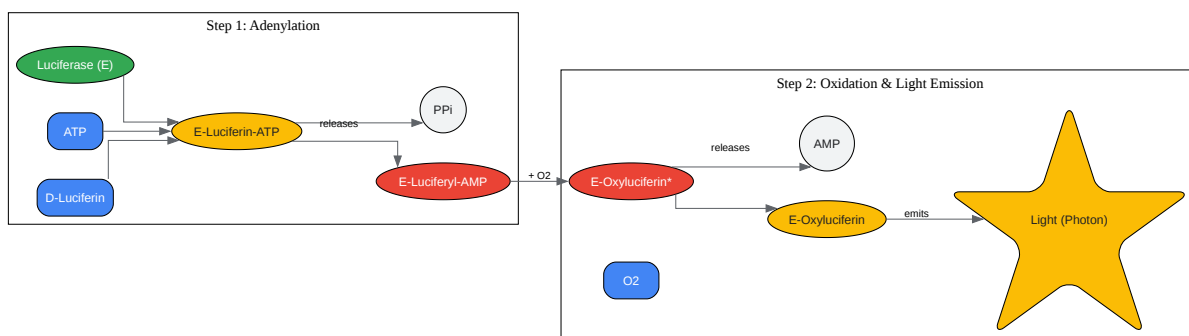 Step 1: Adenylation
Luciferase (E)
ATP
D-Luciferin
E-Luciferin-ATP
releases
PPi
E-Luciferyl-AMP
+ O2
Step 2: Oxidation & Light Emission
E-Oxyluciferin*
releases
AMP
E-Oxyluciferin
emits
Light (Photon)
O2